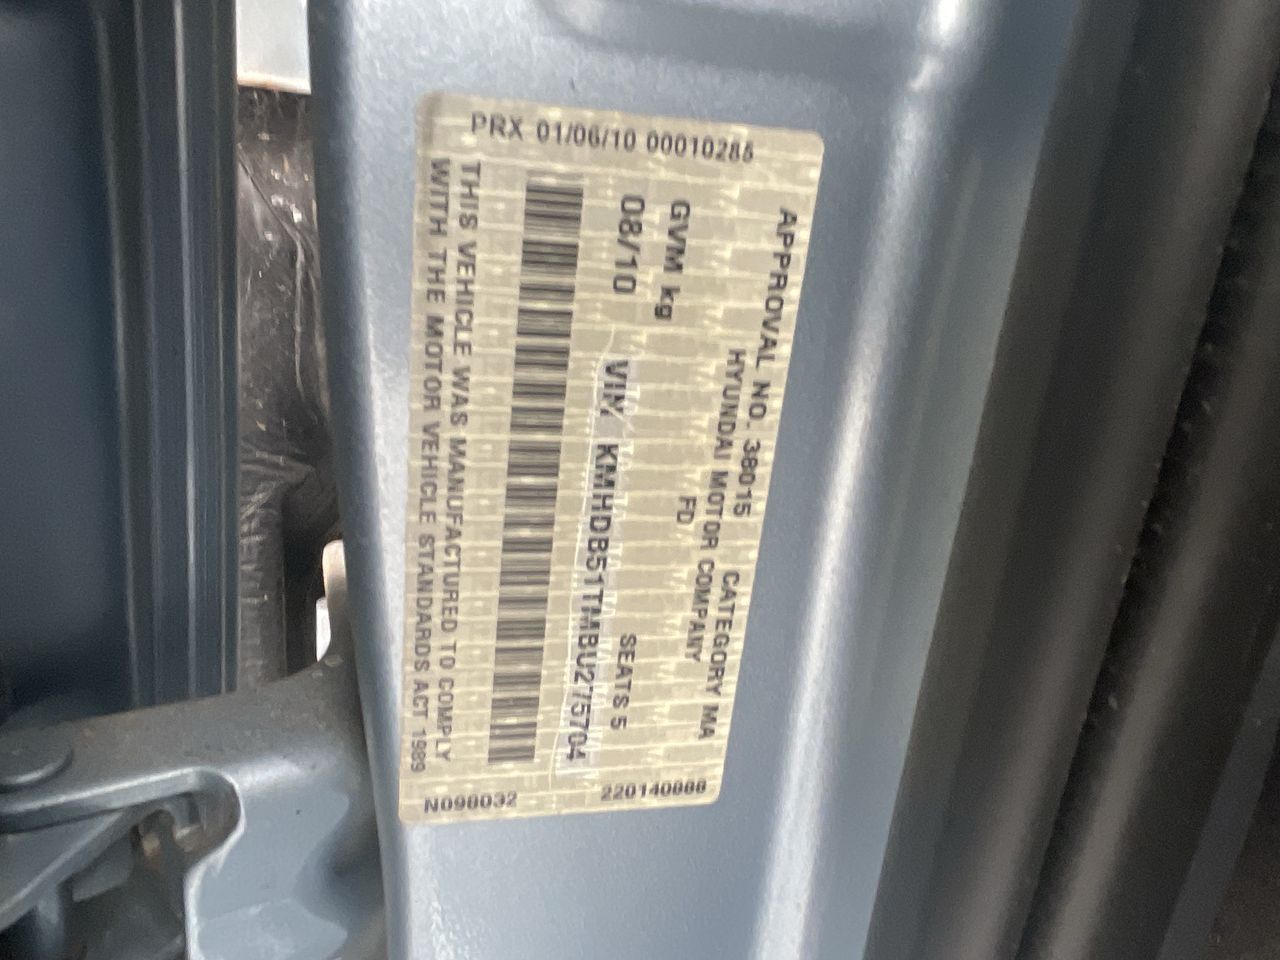 PRX 01/06/10 00010285
APPROVAL NO. 38015 CATEGORY MA
HYUNDAI MOTOR COMPANY
GVM kg FD
08/10 SEATS 5
VIN KMHDB51TMBU275704
THIS VEHICLE WAS MANUFACTURED TO COMPLY
WITH THE MOTOR VEHICLE STANDARDS ACT 1989
220140888
N098032